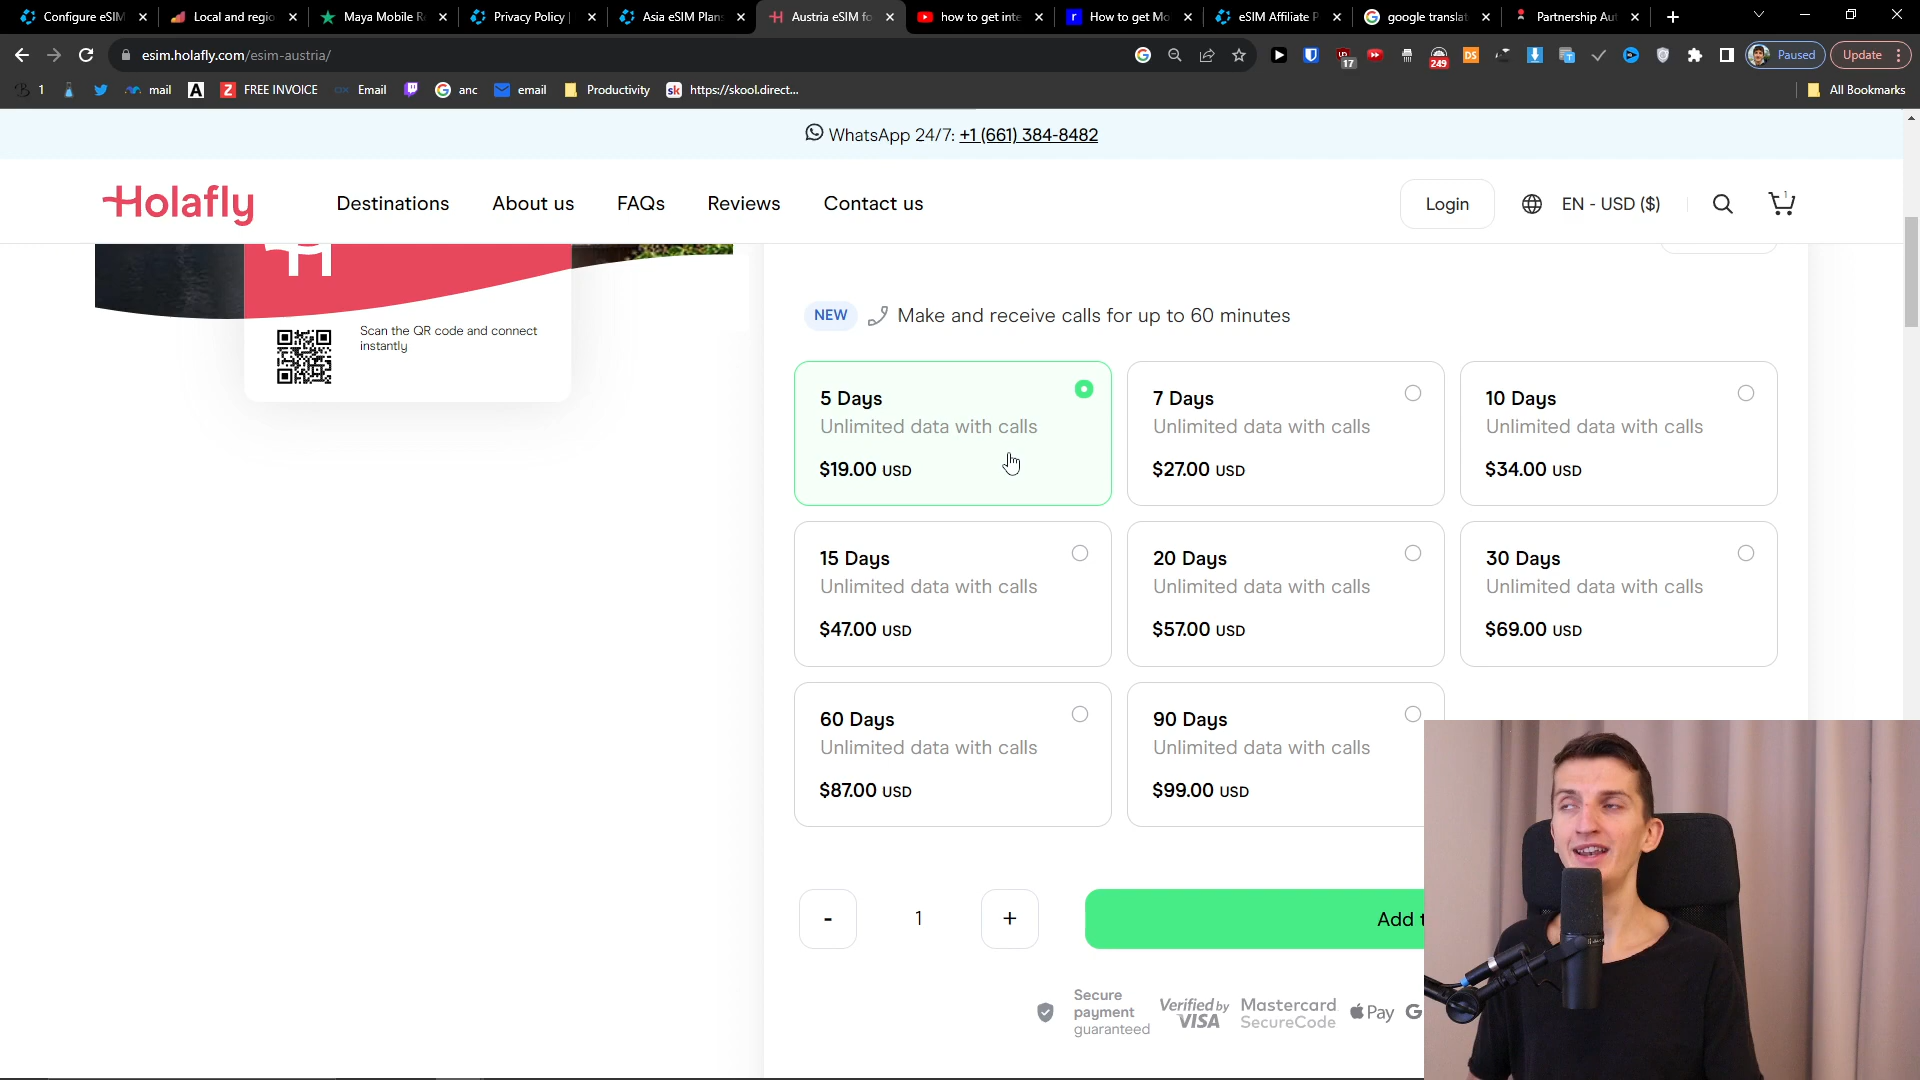 Configure eSIM
Local and regio
Maya Mobile R
Privacy Policy |
Asia eSIM Plans
Austria eSIM fo
how to get inte
How to get Mo
eSIM Affiliate P
google translat
Partnership Aut
esim.holafly.com/esim-austria/
17
249
DS
Paused
Update
1
mail
A
Z
FREE INVOICE
Email
anc
email
Productivity
sk
https://skool.direct...
All Bookmarks
WhatsApp 24/7: +1 (661) 384-8482
Holafly
Destinations
About us
FAQs
Reviews
Contact us
Login
EN - USD ($)
1
Scan the QR code and connect
instantly
NEW
Make and receive calls for up to 60 minutes
5 Days
Unlimited data with calls
$19.00 USD
7 Days
Unlimited data with calls
$27.00 USD
10 Days
Unlimited data with calls
$34.00 USD
15 Days
Unlimited data with calls
$47.00 USD
20 Days
Unlimited data with calls
$57.00 USD
30 Days
Unlimited data with calls
$69.00 USD
60 Days
Unlimited data with calls
$87.00 USD
90 Days
Unlimited data with calls
$99.00 USD
-
1
+
Add t
Secure
payment
guaranteed
Verified by
VISA
Mastercard
SecureCode
Pay
G